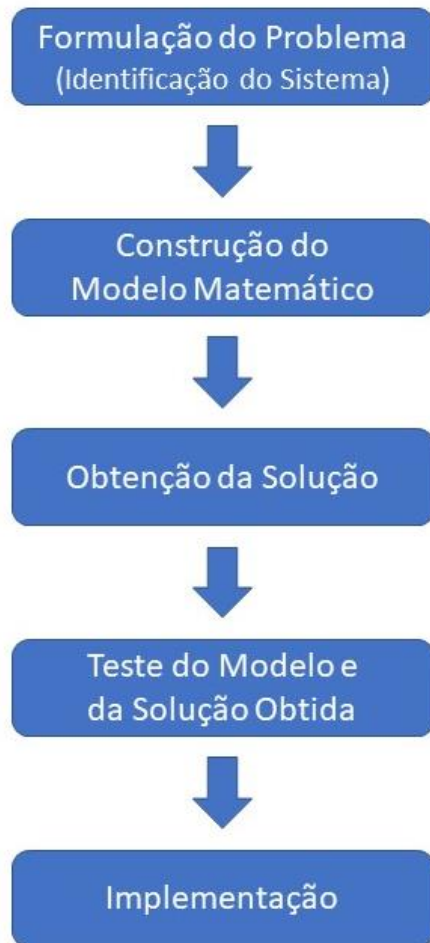 Formulação do Problema
(Identificação do Sistema)
Construção do
Modelo Matemático
Obtenção da Solução
Teste do Modelo e
da Solução Obtida
Implementação